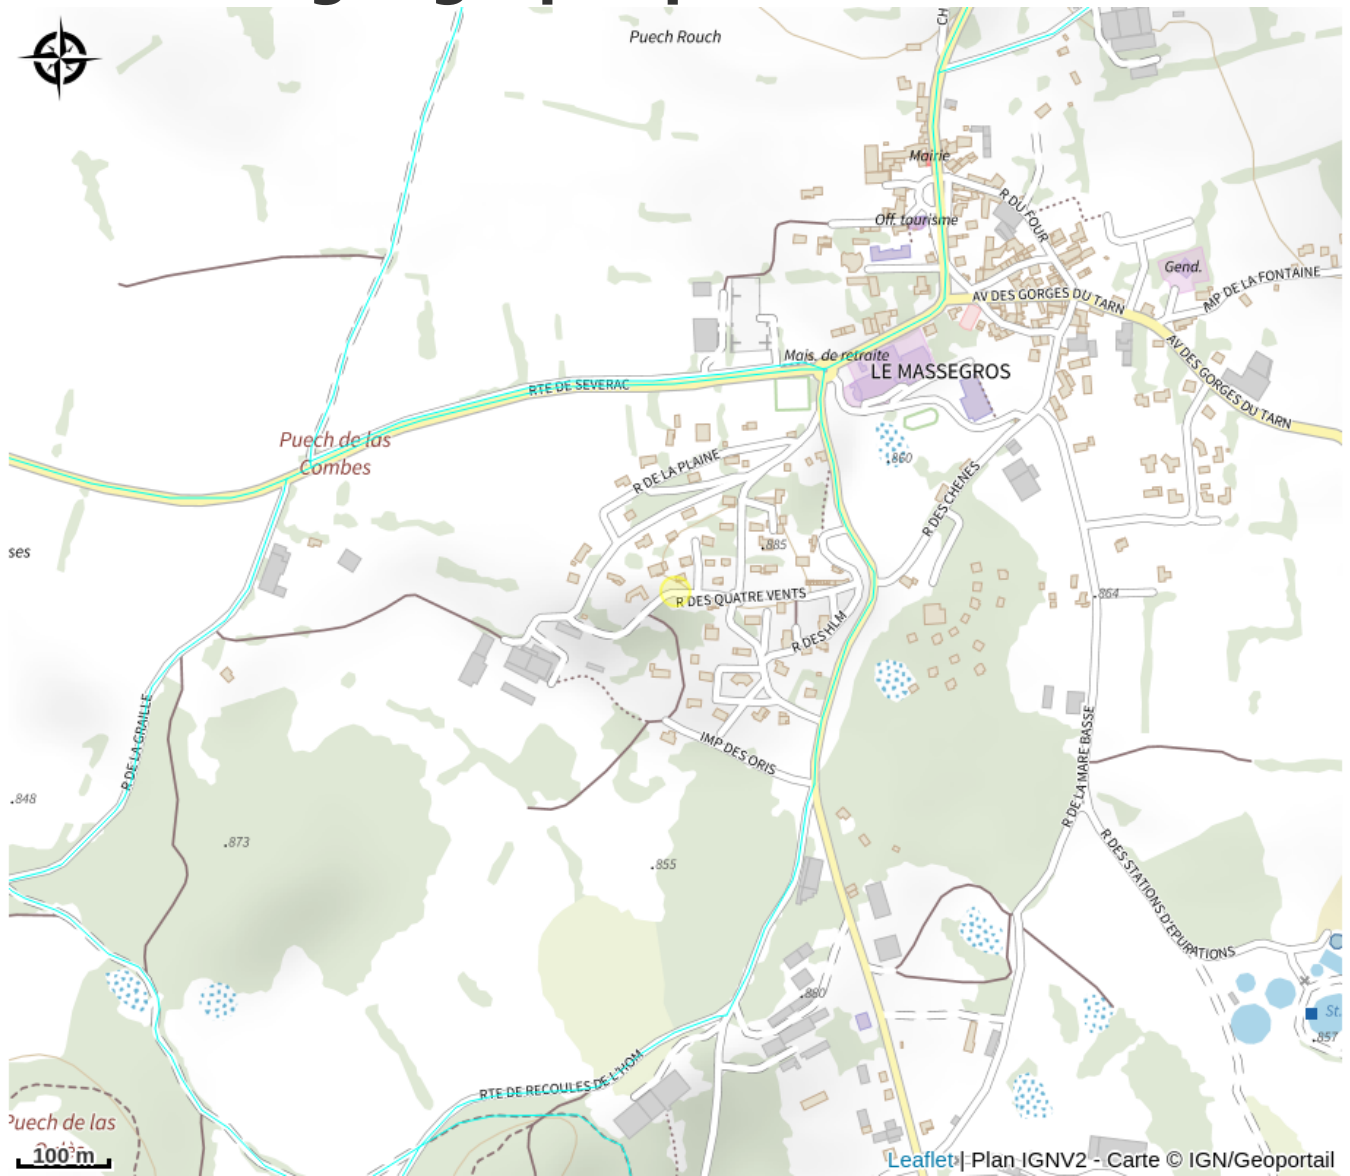 Puech Rouch
CH
Mairie
R DU FOUR
Off. tourisme
Gend.
IMP DE LA FONTAINE
AV DES GORGES DU TARN
AV DES GORGES DU TARN
Mais. de retraite
LE MASSEGROS
RTE DE SEVERAC
Puech de las
Combes
.860
R DE LA PLAINE
R DES CHENES
ses
.885
.864
R DES QUATRE VENTS
R DES HLM
R DE LA GRAILLE
IMP DES ORIS
R DE LA MARE BASSE
.848
.873
.855
R DES STATIONS D'EPURATIONS
.880
St.
.857
RTE DE RECOULES DE L'HOM
Puech de las
100 m
Leaflet | Plan IGNV2 - Carte © IGN/Geoportail